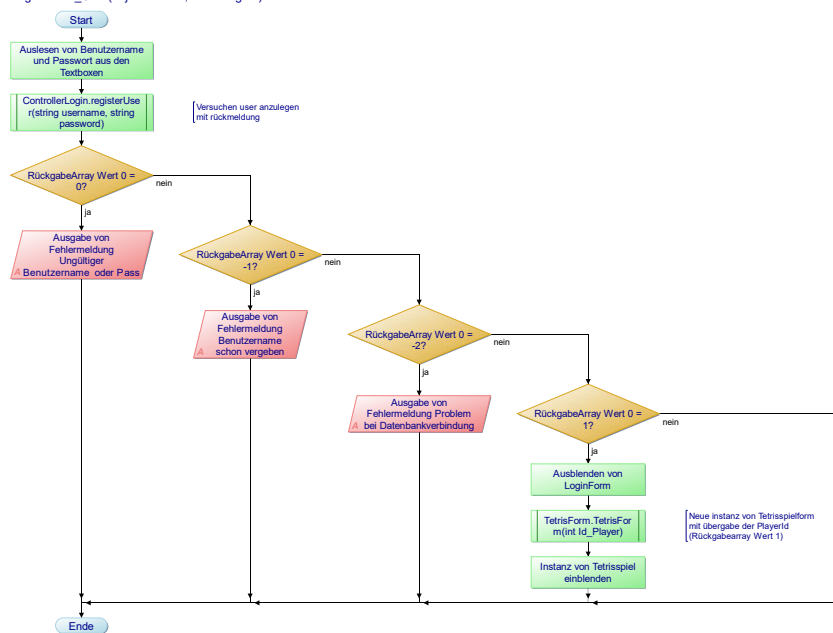 Start
Auslesen von Benutzername
und Passwort aus den
Textboxen
ControllerLogin.registerUse
r(string username, string
password)
Versuchen user anzulegen
mit rückmeldung
RückgabeArray Wert 0 =
0?
nein
ja
Ausgabe von
Fehlermeldung
Ungültiger
A Benutzername oder Pass
RückgabeArray Wert 0 =
-1?
nein
ja
Ausgabe von
Fehlermeldung
Benutzername
A schon vergeben
RückgabeArray Wert 0 =
-2?
nein
ja
Ausgabe von
Fehlermeldung Problem
A bei Datenbankverbindung
RückgabeArray Wert 0 =
1?
nein
ja
Ausblenden von
LoginForm
TetrisForm.TetrisFor
m(int Id_Player)
Neue instanz von Tetrisspielform
mit übergabe der PlayerId
(Rückgabearray Wert 1)
Instanz von Tetrisspiel
einblenden
Ende